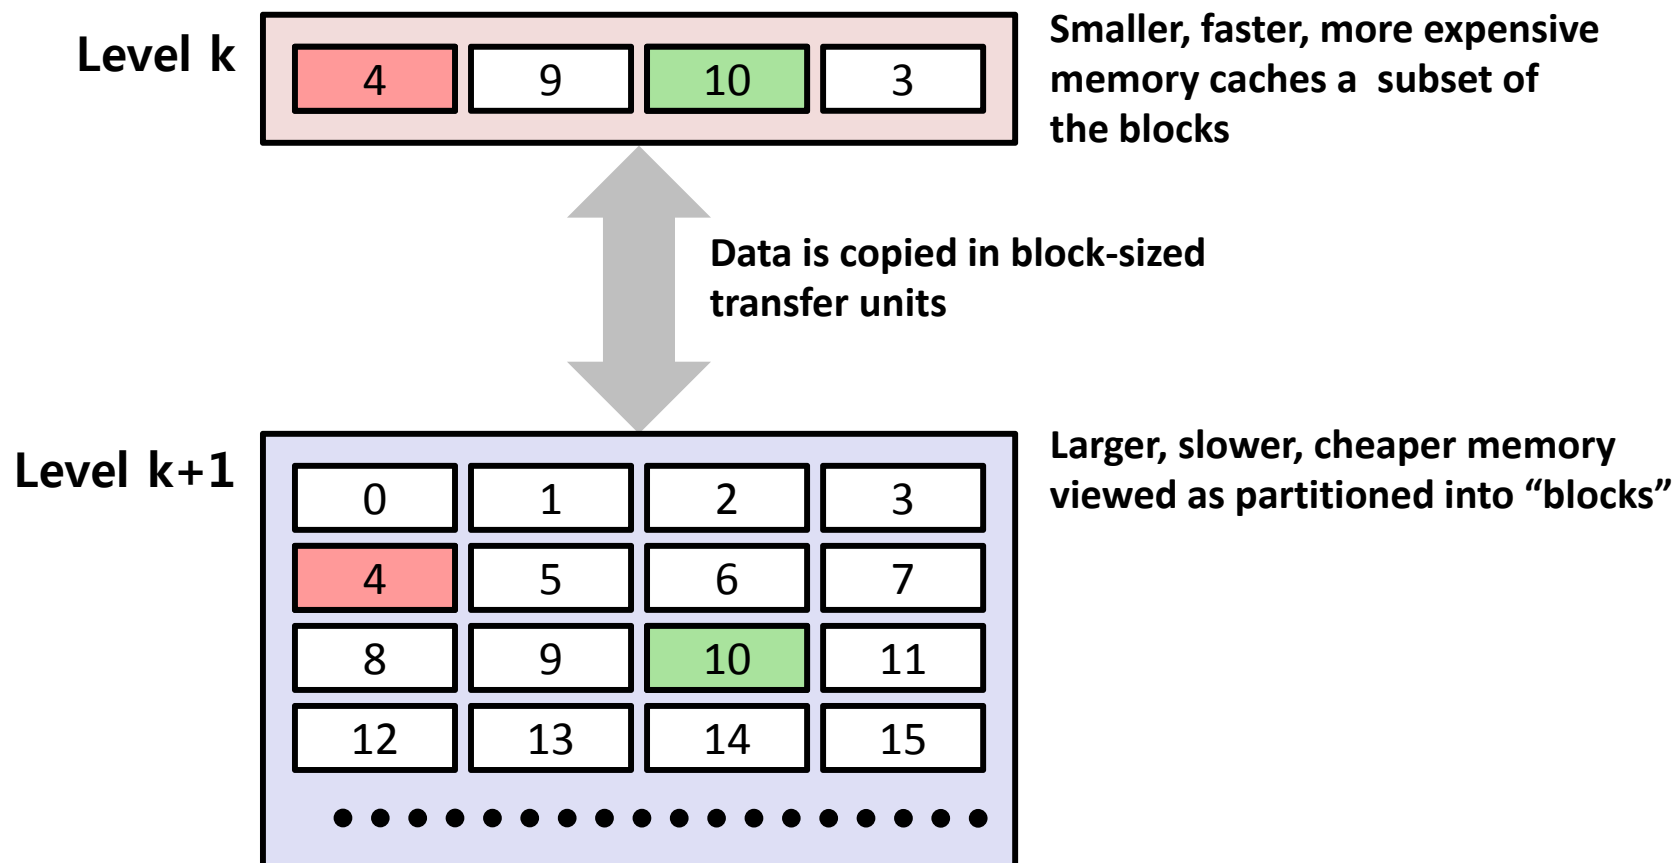 Level k
4 9 10 3
Smaller, faster, more expensive
memory caches a  subset of
the blocks
Data is copied in block-sized
transfer units
Level k+1
0 1 2 3
4 5 6 7
8 9 10 11
12 13 14 15
Larger, slower, cheaper memory
viewed as partitioned into “blocks”